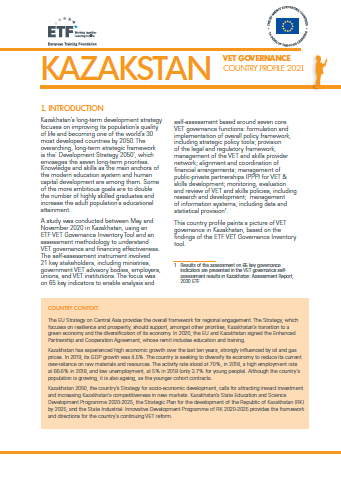 ETF
Working together
Learning for life
European Training Foundation
KAZAKSTAN
VET GOVERNANCE
COUNTRY PROFILE 2021
1. INTRODUCTION
Kazakhstan's long-term development strategy
focuses on improving its population's quality
of life and becoming one of the world's 30
most developed countries by 2050. The
overarching, long-term strategic framework
is the 'Development Strategy 2050', which
envisages the seven long-term priorities.
Knowledge and skills as the main anchors of
the modern education system and human
capital development are among them. Some
of the more ambitious goals are to double
the number of highly skilled graduates and
increase the adult population's educational
attainment.
A study was conducted between May and
November 2020 in Kazakhstan, using an
ETF VET Governance Inventory Tool and an
assessment methodology to understand
VET governance and financing effectiveness.
The self-assessment instrument involved
21 key stakeholders, including ministries,
government VET advisory bodies, employers,
unions, and VET institutions. The focus was
on 65 key indicators to enable analysis and
self-assessment based around seven core
VET governance functions: formulation and
implementation of overall policy framework,
including strategic policy tools; provision
of the legal and regulatory framework,
management of the VET and skills provider
network; alignment and coordination of
financial arrangements; management of
public-private partnerships (PPP) for VET &
skills development; monitoring, evaluation
and review of VET and skills policies, including
research and development; management
of information systems, including data and
statistical provision¹.
This country profile paints a picture of VET
governance in Kazakhstan, based on the
findings of the ETF VET Governance Inventory
tool.
1 Results of the assessment on 65 key governance
indicators are presented in the VET governance self-
assessment results in Kazakhstan: Assessment Report,
2020 ETF
COUNTRY CONTEXT
The EU Strategy on Central Asia provides the overall framework for regional engagement. The Strategy, which
focuses on resilience and prosperity, should support, amongst other priorities, Kazakhstan's transition to a
green economy and the diversification of its economy. In 2020, the EU and Kazakhstan signed the Enhanced
Partnership and Cooperation Agreement, whose remit includes education and training.
Kazakhstan has experienced high economic growth over the last ten years, strongly influenced by oil and gas
prices. In 2019, its GDP growth was 4.5%. The country is seeking to diversify its economy to reduce its current
over-reliance on raw materials and resources. The activity rate stood at 70%, in 2019, a high employment rate
at 66.6% in 2019, and low unemployment, at 5% in 2018 (only 3.7% for young people). Although the country's
population is growing, it is also ageing, as the younger cohort contracts.
Kazakhstan 2050, the country's Strategy for socio-economic development, calls for attracting inward investment
and increasing Kazakhstan's competitiveness in new markets. Kazakhstan's State Education and Science
Development Programme 2020-2025, the Strategic Plan for the development of the Republic of Kazakhstan (RK)
by 2025, and the State Industrial- Innovative Development Programme of RK 2020-2025 provides the framework
and directions for the country's continuing VET reform.